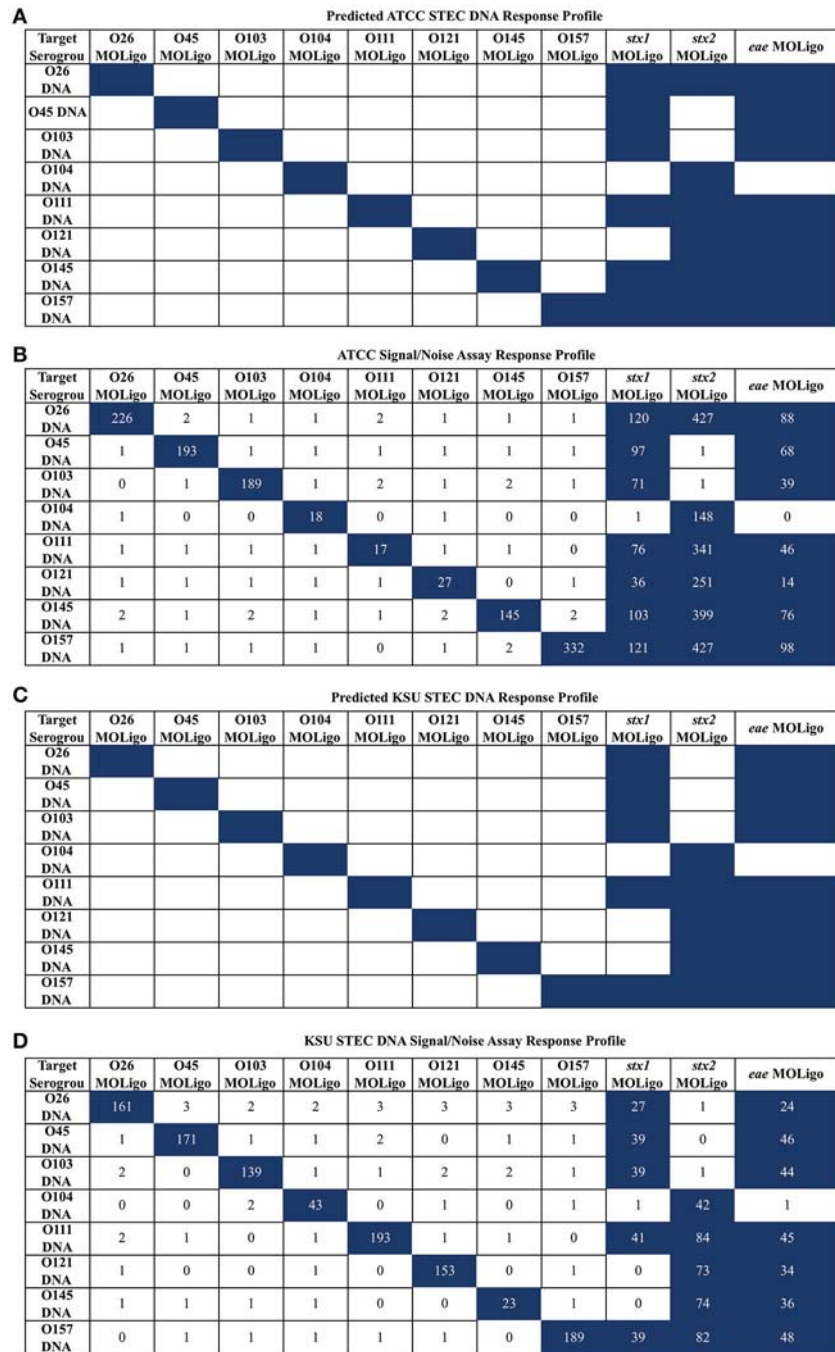 A
Predicted ATCC STEC DNA Response Profile
Target Serogrou O26 MOLigo O45 MOLigo O103 MOLigo O104 MOLigo O111 MOLigo O121 MOLigo O145 MOLigo O157 MOLigo stx1 MOLigo stx2 MOLigo eae MOLigo
O26 DNA
O45 DNA
O103 DNA
O104 DNA
O111 DNA
O121 DNA
O145 DNA
O157 DNA
B
ATCC Signal/Noise Assay Response Profile
Target Serogrou O26 MOLigo O45 MOLigo O103 MOLigo O104 MOLigo O111 MOLigo O121 MOLigo O145 MOLigo O157 MOLigo stx1 MOLigo stx2 MOLigo eae MOLigo
O26 DNA 226 2 1 1 2 1 1 1 120 427 88
O45 DNA 1 193 1 1 1 1 1 1 97 1 68
O103 DNA 0 1 189 1 2 1 2 1 71 1 39
O104 DNA 1 0 0 18 0 1 0 0 1 148 0
O111 DNA 1 1 1 1 17 1 1 0 76 341 46
O121 DNA 1 1 1 1 1 27 0 1 36 251 14
O145 DNA 2 1 2 1 1 2 145 2 103 399 76
O157 DNA 1 1 1 1 0 1 2 332 121 427 98
C
Predicted KSU STEC DNA Response Profile
Target Serogrou O26 MOLigo O45 MOLigo O103 MOLigo O104 MOLigo O111 MOLigo O121 MOLigo O145 MOLigo O157 MOLigo stx1 MOLigo stx2 MOLigo eae MOLigo
O26 DNA
O45 DNA
O103 DNA
O104 DNA
O111 DNA
O121 DNA
O145 DNA
O157 DNA
D
KSU STEC DNA Signal/Noise Assay Response Profile
Target Serogrou O26 MOLigo O45 MOLigo O103 MOLigo O104 MOLigo O111 MOLigo O121 MOLigo O145 MOLigo O157 MOLigo stx1 MOLigo stx2 MOLigo eae MOLigo
O26 DNA 161 3 2 2 3 3 3 3 27 1 24
O45 DNA 1 171 1 1 2 0 1 1 39 0 46
O103 DNA 2 0 139 1 1 2 2 1 39 1 44
O104 DNA 0 0 2 43 0 1 0 1 1 42 1
O111 DNA 2 1 0 1 193 1 1 0 41 84 45
O121 DNA 1 0 0 1 0 153 0 1 0 73 34
O145 DNA 1 1 1 1 0 0 23 1 0 74 36
O157 DNA 0 1 1 1 1 1 0 189 39 82 48